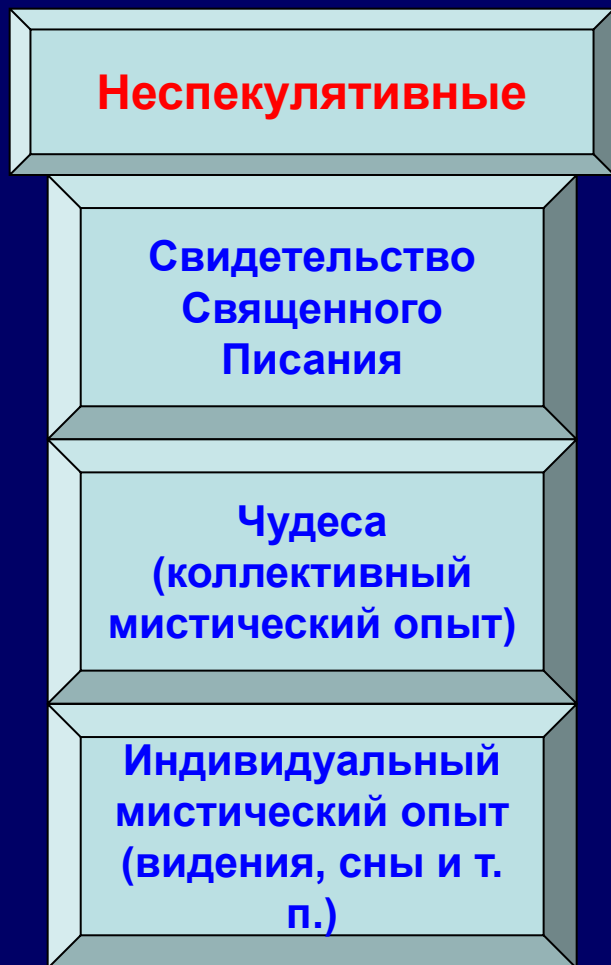 Неспекулятивные
Свидетельство
Священного
Писания
Чудеса
(коллективный
мистический опыт)
Индивидуальный
мистический опыт
(видения, сны и т.
п.)